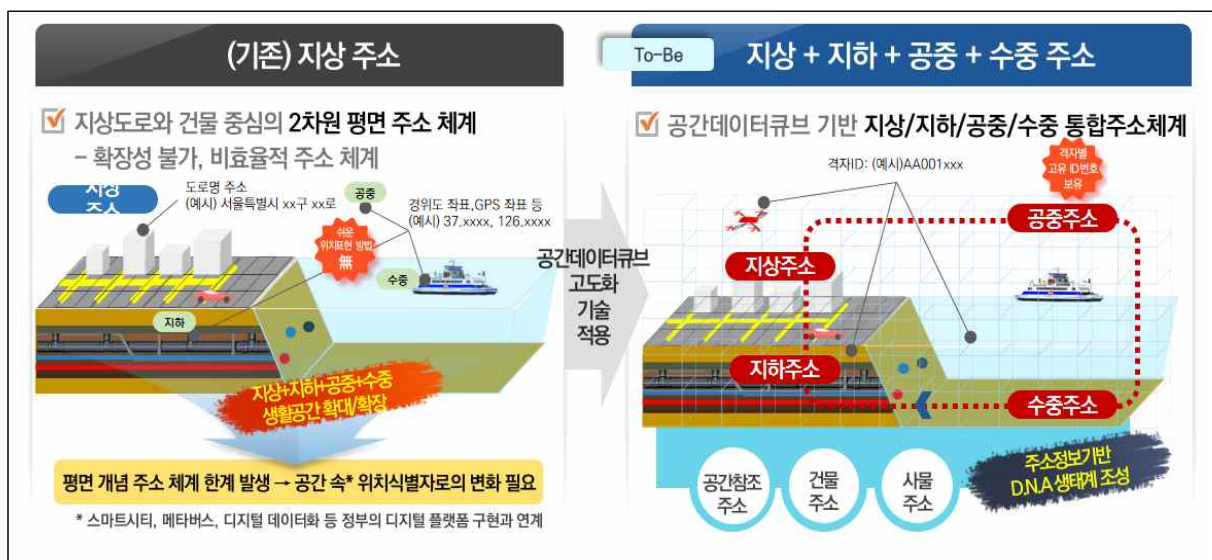 (기존) 지상 주소
☑ 지상도로와 건물 중심의 2차원 평면 주소 체계
– 확장성 불가, 비효율적 주소 체계
지상
주소
도로명 주소
(예시) 서울특별시 xx구 xx로
공중
경위도 좌표,GPS 좌표 등
(예시) 37.xxxx, 126.xxxx
쉬운
위치표현 방법
無
수중
지하
지상+지하+공중+수중
생활공간 확대/확장
평면 개념 주소 체계 한계 발생 → 공간 속* 위치식별자로의 변화 필요
* 스마트시티, 메타버스, 디지털 데이터화 등 정부의 디지털 플랫폼 구현과 연계
공간데이터큐브
고도화
기술
적용
To-Be
지상 + 지하 + 공중 + 수중 주소
☑ 공간데이터큐브 기반 지상/지하/공중/수중 통합주소체계
격자ID: (예시)AA001xxx
격자별
고유 ID번호
보유
공중주소
지상주소
지하주소
수중주소
공간참조
주소
건물
주소
사물
주소
주소정보기반
D.N.A 생태계 조성